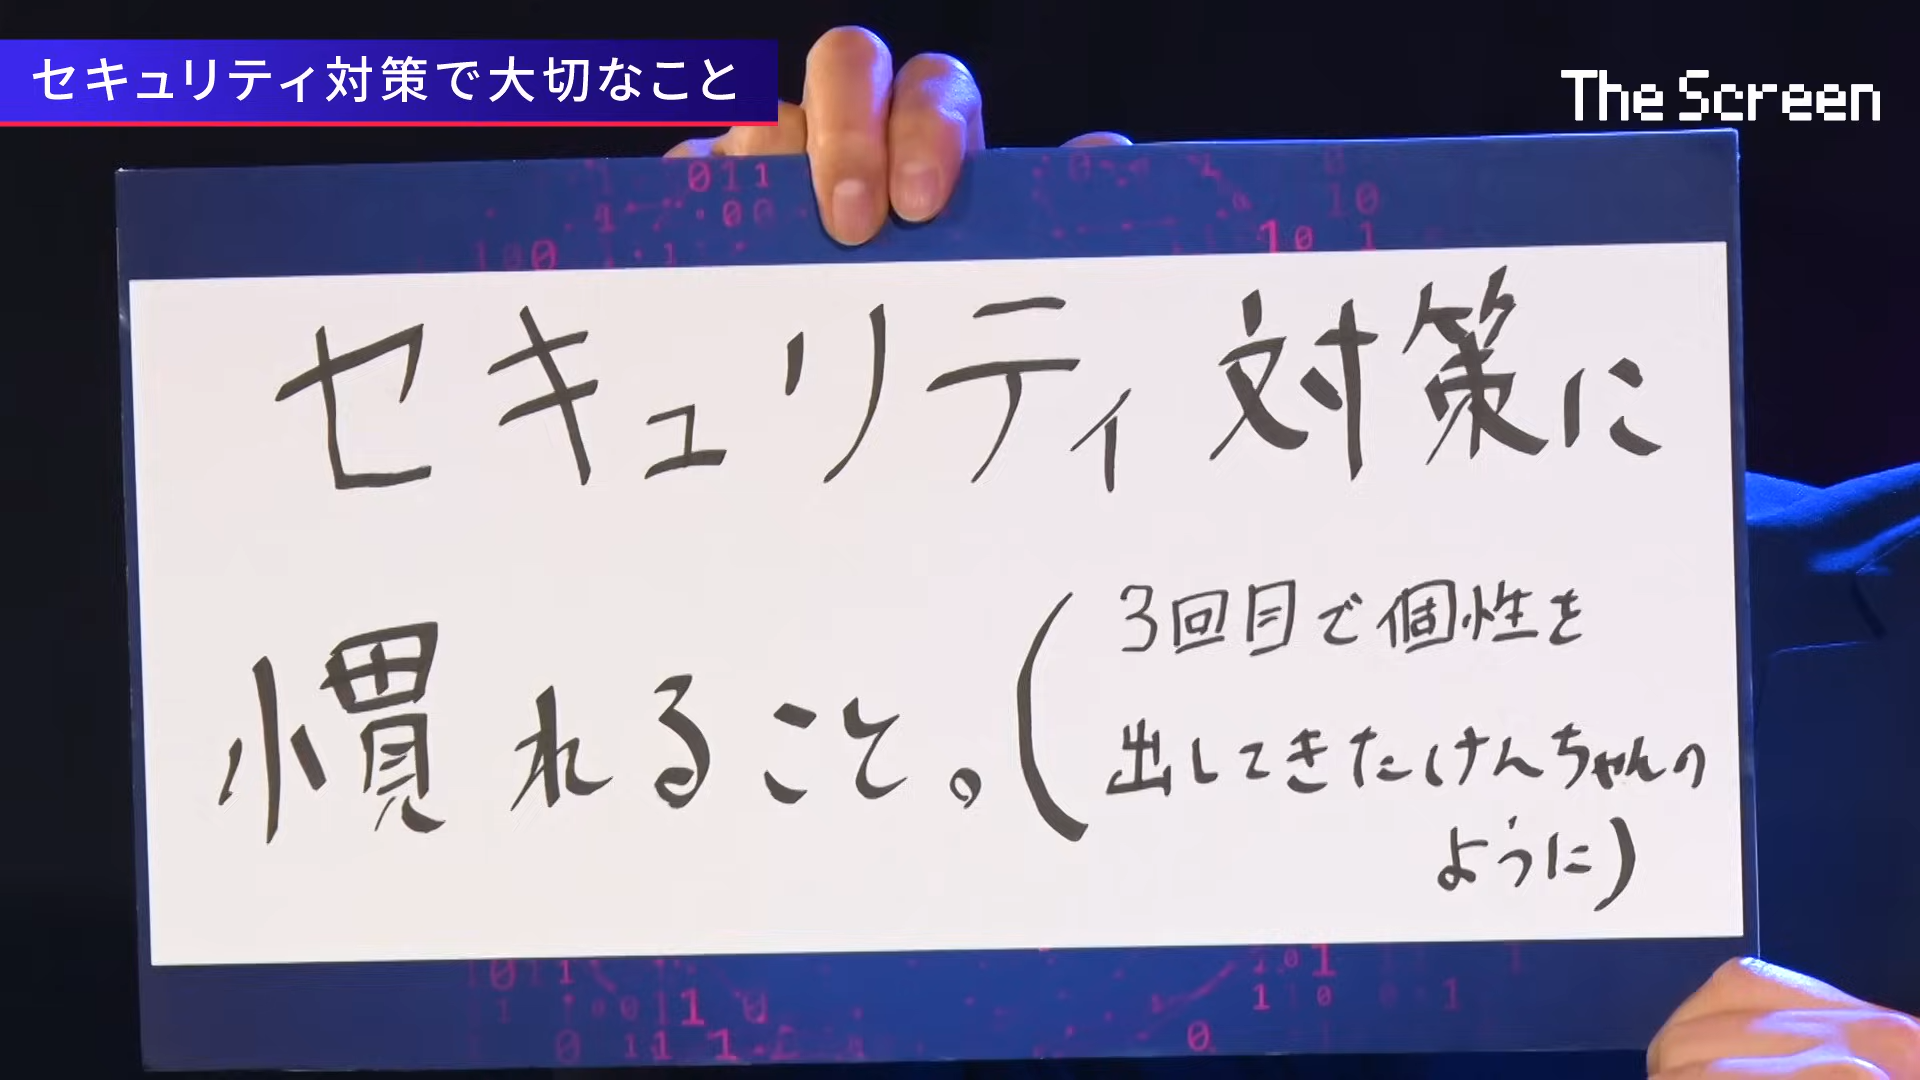 セキュリティ対策で大切なこと
The Screen
セキュリティ対策に
慣れること。
(3回目で個性を
出してきたけんちゃんの
ように)